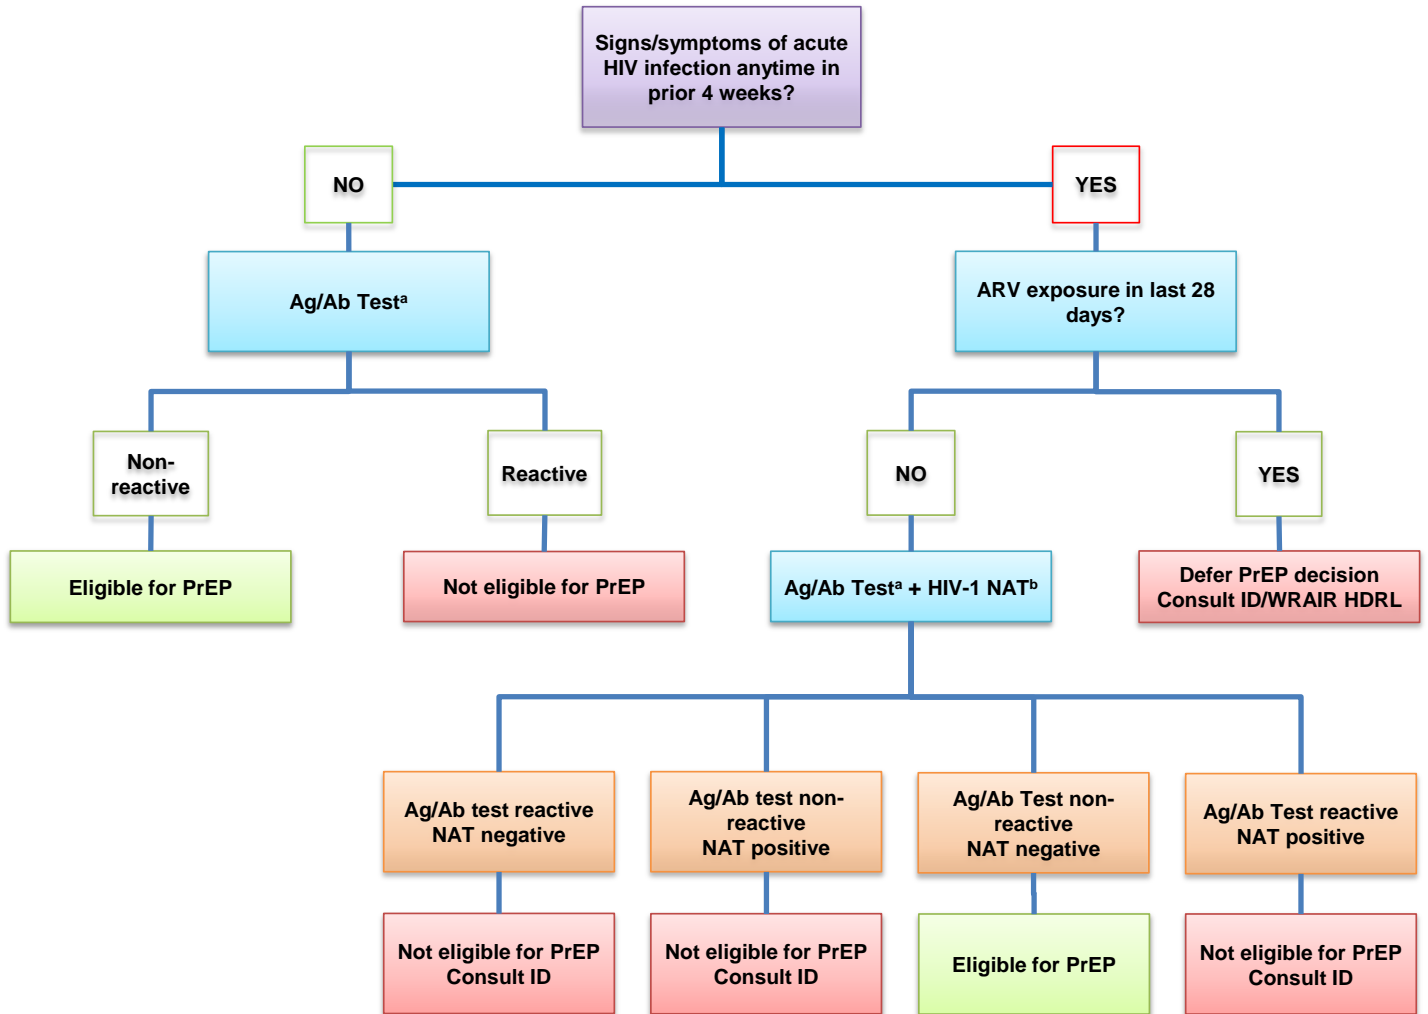 Signs/symptoms of acute
HIV infection anytime in
prior 4 weeks?
NO
YES
Ag/Ab Testᵃ
ARV exposure in last 28
days?
Non-
reactive
Reactive
NO
YES
Eligible for PrEP
Not eligible for PrEP
Ag/Ab Testᵃ + HIV-1 NATᵇ
Defer PrEP decision
Consult ID/WRAIR HDRL
Ag/Ab test reactive
NAT negative
Ag/Ab test non-
reactive
NAT positive
Ag/Ab Test non-
reactive
NAT negative
Ag/Ab Test reactive
NAT positive
Not eligible for PrEP
Consult ID
Not eligible for PrEP
Consult ID
Eligible for PrEP
Not eligible for PrEP
Consult ID